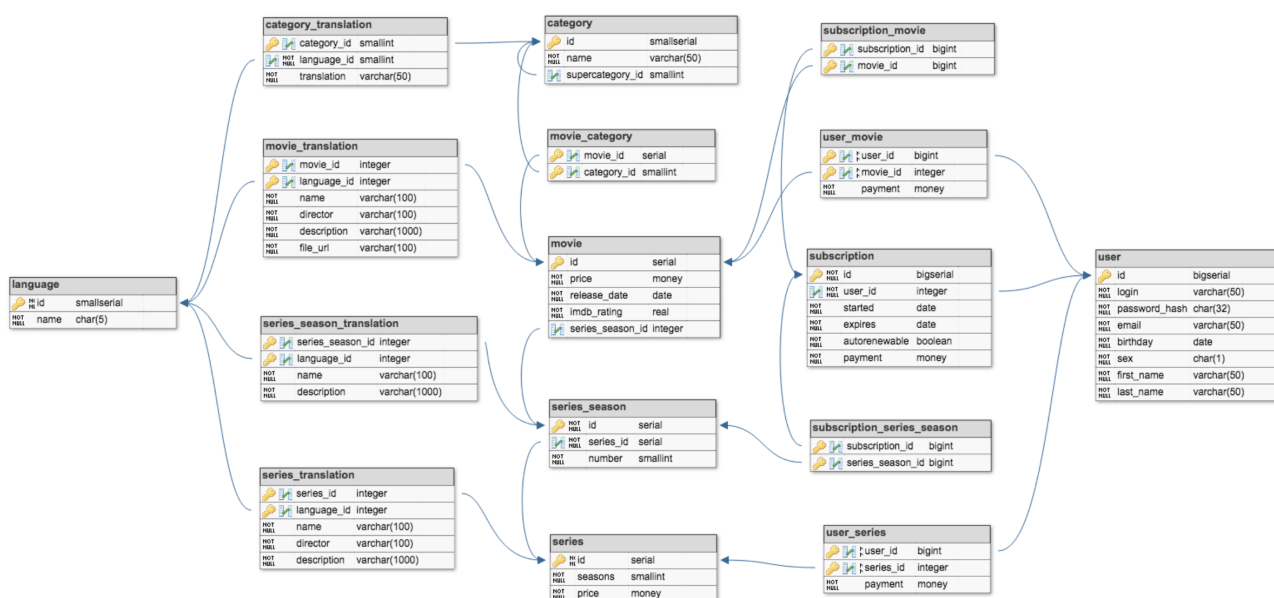 category_translation
category_id smallint
NOT NULL language_id smallint
NOT NULL translation varchar(50)
category
id smallserial
NOT NULL name varchar(50)
supercategory_id smallint
subscription_movie
subscription_id bigint
movie_id bigint
movie_translation
movie_id integer
language_id integer
NOT NULL name varchar(100)
NOT NULL director varchar(100)
NOT NULL description varchar(1000)
NOT NULL file_url varchar(100)
movie_category
movie_id serial
category_id smallint
user_movie
user_id bigint
movie_id integer
NOT NULL payment money
movie
id serial
NOT NULL price money
NOT NULL release_date date
NOT NULL imdb_rating real
series_season_id integer
subscription
NOT NULL id bigserial
NOT NULL user_id integer
NOT NULL started date
NOT NULL expires date
NOT NULL autorenewable boolean
NOT NULL payment money
user
id bigserial
NOT NULL login varchar(50)
NOT NULL password_hash char(32)
NOT NULL email varchar(50)
NOT NULL birthday date
NOT NULL sex char(1)
NOT NULL first_name varchar(50)
NOT NULL last_name varchar(50)
language
id smallserial
NOT NULL name char(5)
series_season_translation
series_season_id integer
language_id integer
NOT NULL name varchar(100)
NOT NULL description varchar(1000)
series_season
NOT NULL id serial
NOT NULL series_id serial
NOT NULL number smallint
subscription_series_season
subscription_id bigint
series_season_id bigint
series_translation
series_id integer
language_id integer
NOT NULL name varchar(100)
NOT NULL director varchar(100)
NOT NULL description varchar(1000)
series
id serial
NOT NULL seasons smallint
NOT NULL price money
user_series
user_id bigint
series_id integer
NOT NULL payment money